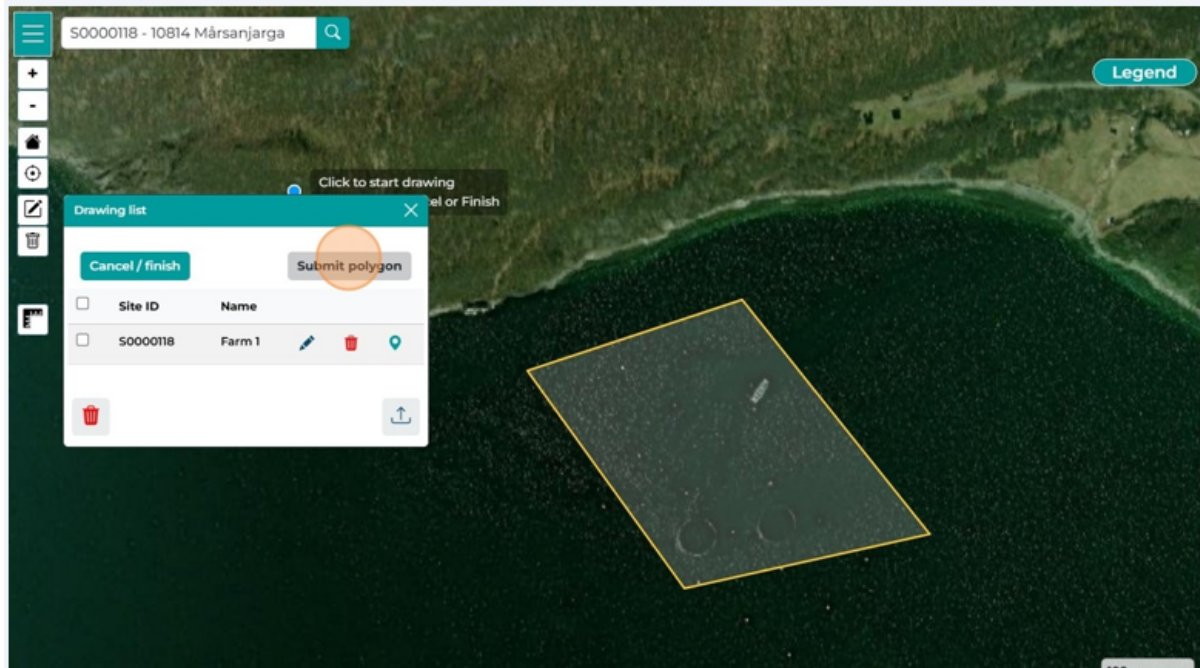 S0000118 - 10814 Mårsanjarga
+
Legend
-
Click to start drawing
el or Finish
Drawing list
Cancel / finish
Submit polygon
Site ID
Name
S0000118
Farm 1